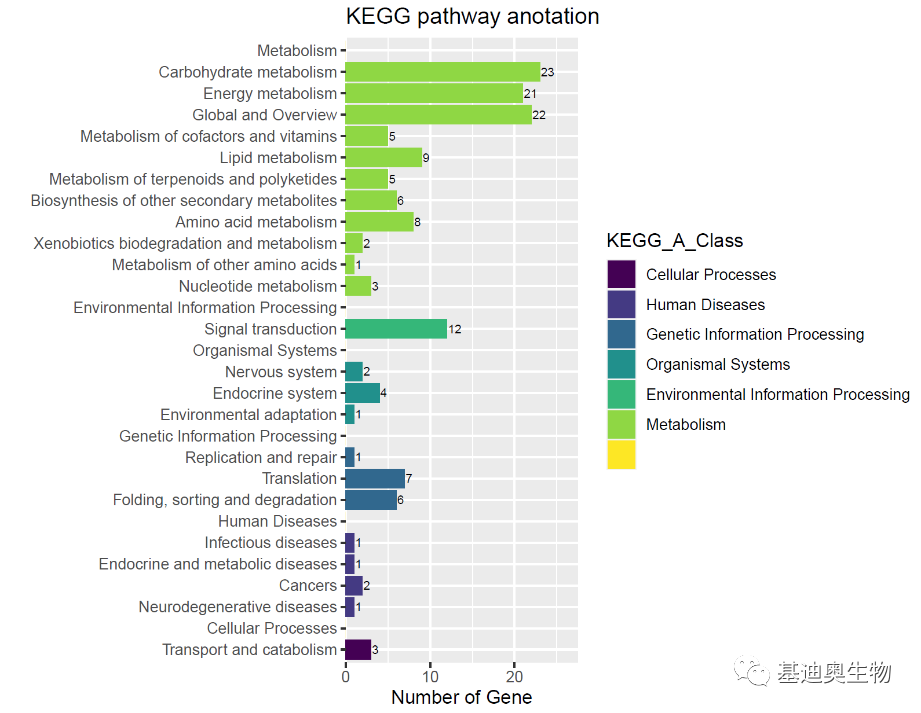 KEGG pathway anotation
Metabolism
Carbohydrate metabolism 23
Energy metabolism 21
Global and Overview 22
Metabolism of cofactors and vitamins 5
Lipid metabolism 9
Metabolism of terpenoids and polyketides 5
Biosynthesis of other secondary metabolites 6
Amino acid metabolism 8
Xenobiotics biodegradation and metabolism 2
Metabolism of other amino acids 1
Nucleotide metabolism 3
Environmental Information Processing
Signal transduction 12
Organismal Systems
Nervous system 2
Endocrine system 4
Environmental adaptation 1
Genetic Information Processing
Replication and repair 1
Translation 7
Folding, sorting and degradation 6
Human Diseases
Infectious diseases 1
Endocrine and metabolic diseases 1
Cancers 2
Neurodegenerative diseases 1
Cellular Processes
Transport and catabolism 3
0 10 20
Number of Gene
KEGG_A_Class
Cellular Processes
Human Diseases
Genetic Information Processing
Organismal Systems
Environmental Information Processing
Metabolism
基迪奥生物